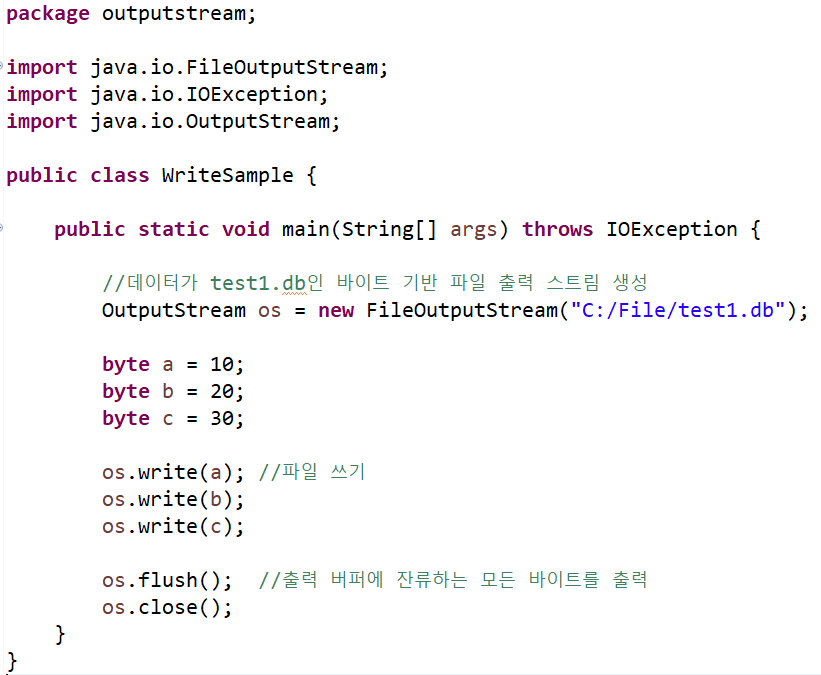 package outputstream;
import java.io.FileOutputStream;
import java.io.IOException;
import java.io.OutputStream;
public class WriteSample {
public static void main(String[] args) throws IOException {
//데이터가 test1.db인 바이트 기반 파일 출력 스트림 생성
OutputStream os = new FileOutputStream("C:/File/test1.db");
byte a = 10;
byte b = 20;
byte c = 30;
os.write(a); //파일 쓰기
os.write(b);
os.write(c);
os.flush(); //출력 버퍼에 잔류하는 모든 바이트를 출력
os.close();
}
}